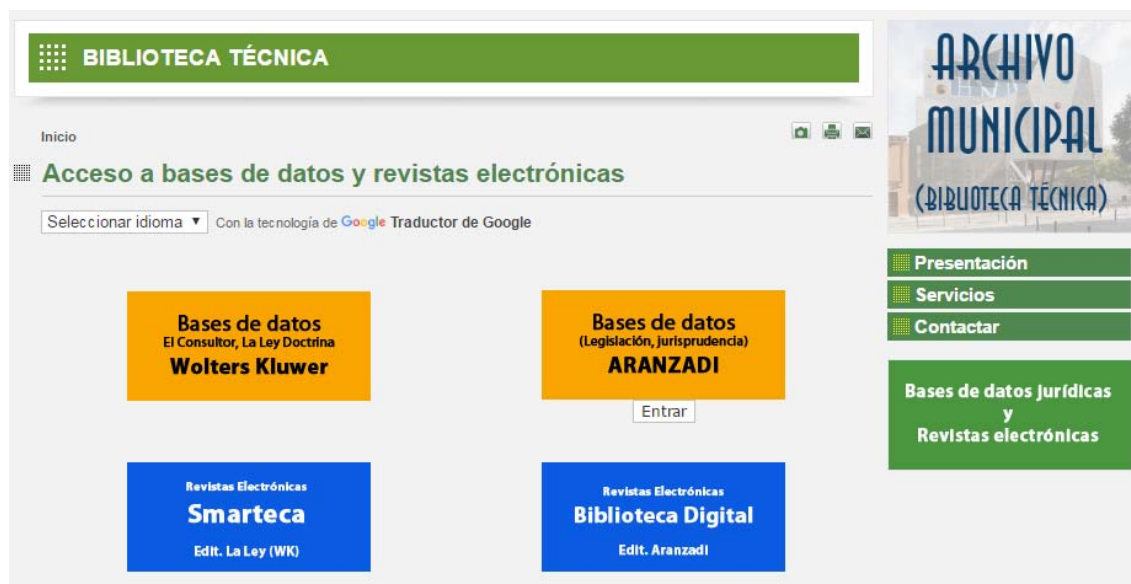 BIBLIOTECA TÉCNICA
Inicio
Acceso a bases de datos y revistas electrónicas
Seleccionar idioma ▼ Con la tecnología de Google Traductor de Google
Bases de datos
El Consultor, La Ley Doctrina
Wolters Kluwer
Bases de datos
(Legislación, jurisprudencia)
ARANZADI
Entrar
Revistas Electrónicas
Smarteca
Edit. La Ley (WK)
Revistas Electrónicas
Biblioteca Digital
Edit. Aranzadi
ARCHIVO
MUNICIPAL
(BIBLIOTECA TÉCNICA)
Presentación
Servicios
Contactar
Bases de datos jurídicas
y
Revistas electrónicas